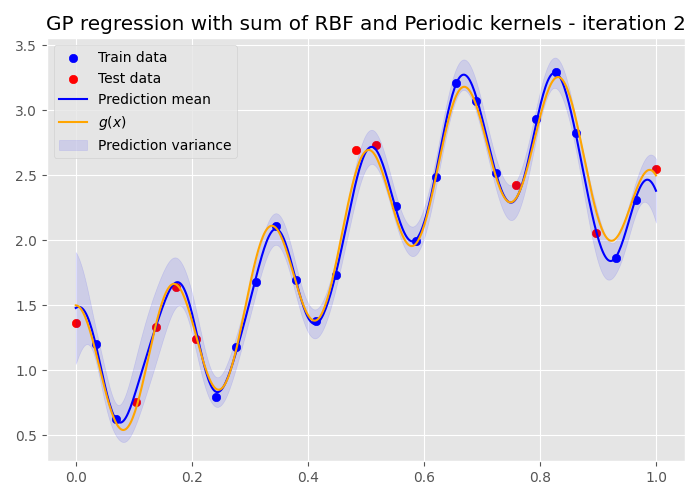 GP regression with sum of RBF and Periodic kernels - iteration 2
3.5
3.0
2.5
2.0
1.5
1.0
0.5
Train data
Test data
Prediction mean
g(x)
Prediction variance
0.0 0.2 0.4 0.6 0.8 1.0